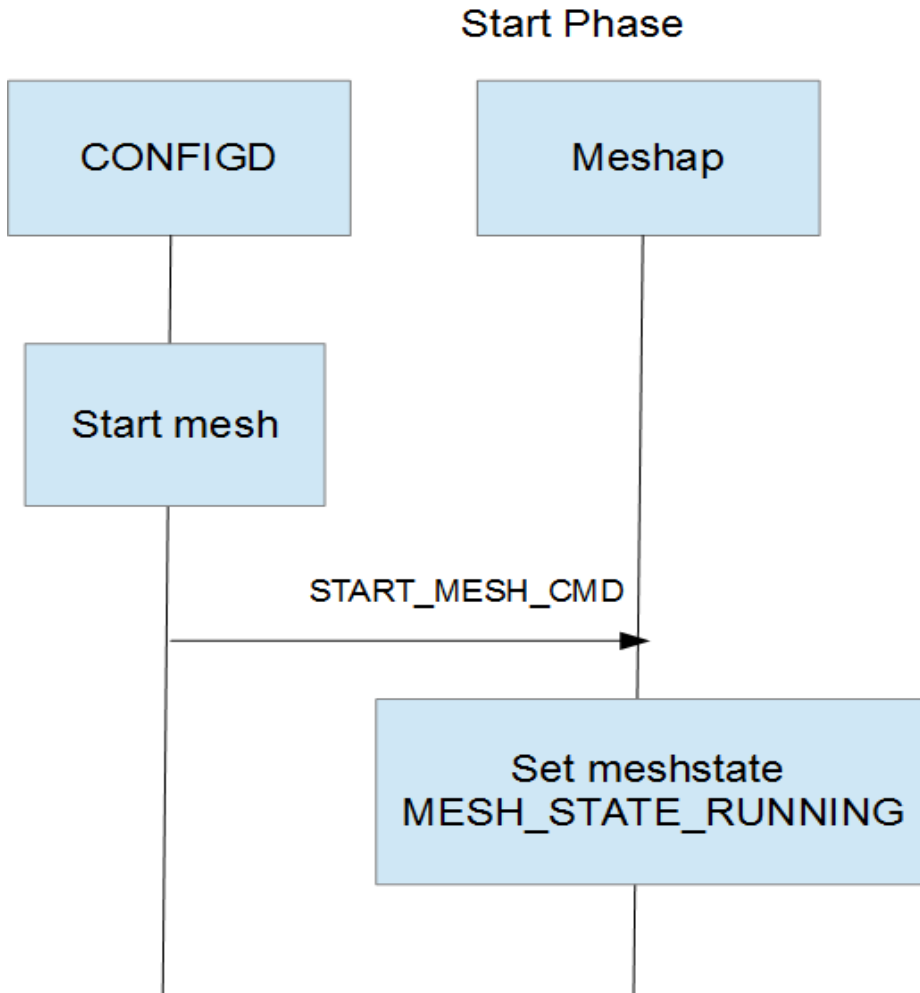 Start Phase
CONFIGD
Meshap
Start mesh
START_MESH_CMD
Set meshstate
MESH_STATE_RUNNING